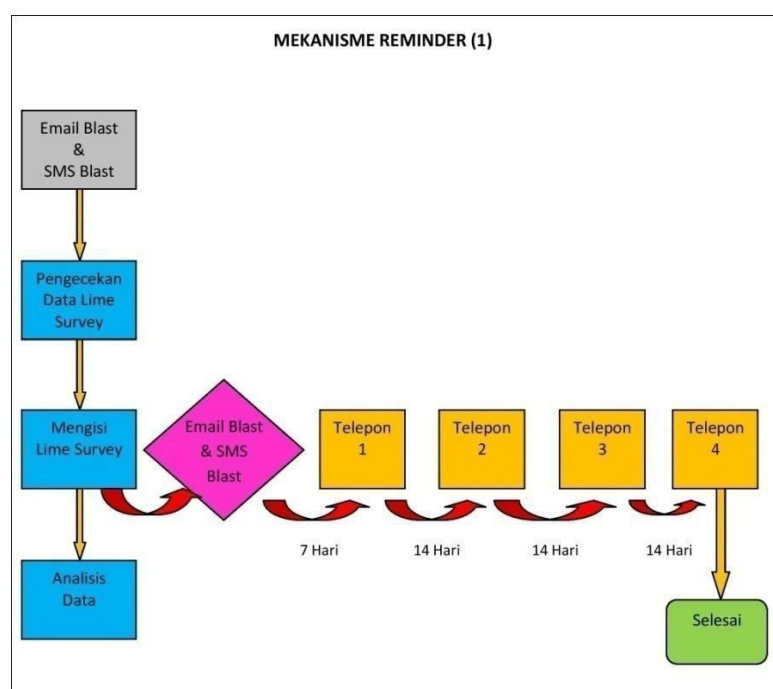 MEKANISME REMINDER (1)
Email Blast
&
SMS Blast
Pengecekan
Data Lime
Survey
Mengisi
Lime Survey
Email Blast
& SMS
Blast
Telepon
1
Telepon
2
Telepon
3
Telepon
4
7 Hari
14 Hari
14 Hari
14 Hari
Analisis
Data
Selesai